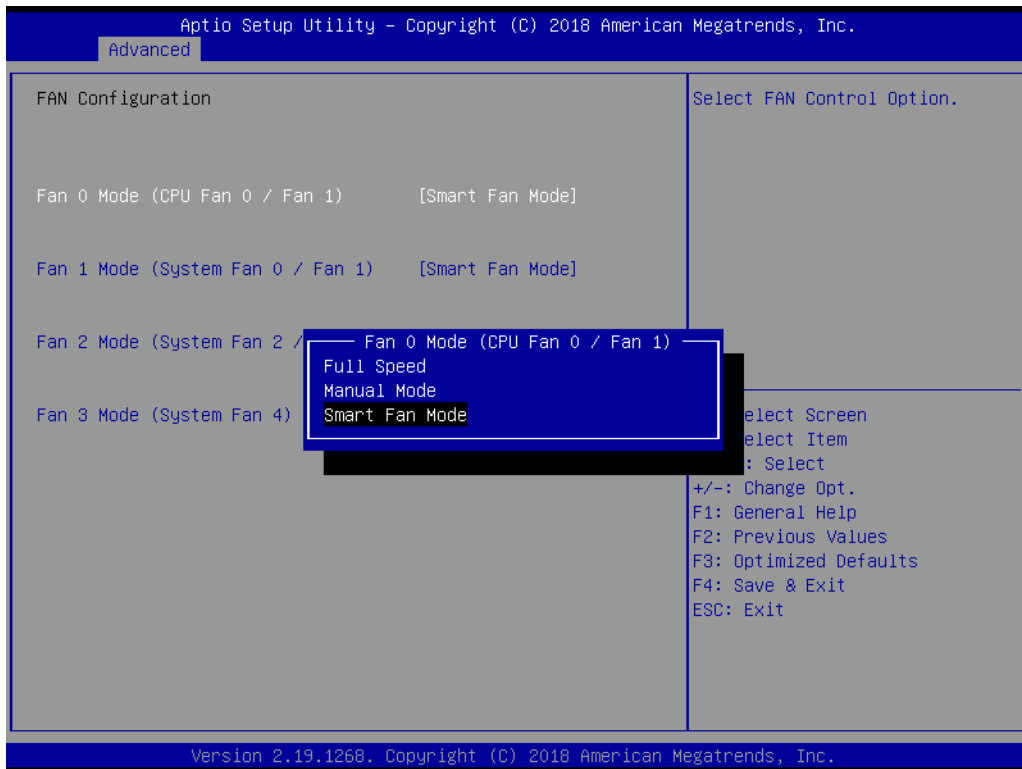 Aptio Setup Utility – Copyright (C) 2018 American Megatrends, Inc.
Advanced
FAN Configuration
Select FAN Control Option.
Fan 0 Mode (CPU Fan 0 / Fan 1) [Smart Fan Mode]
Fan 1 Mode (System Fan 0 / Fan 1) [Smart Fan Mode]
Fan 2 Mode (System Fan 2 /
Fan 0 Mode (CPU Fan 0 / Fan 1)
Full Speed
Manual Mode
Smart Fan Mode
Fan 3 Mode (System Fan 4)
elect Screen
elect Item
: Select
+/-: Change Opt.
F1: General Help
F2: Previous Values
F3: Optimized Defaults
F4: Save & Exit
ESC: Exit
Version 2.19.1268. Copyright (C) 2018 American Megatrends, Inc.